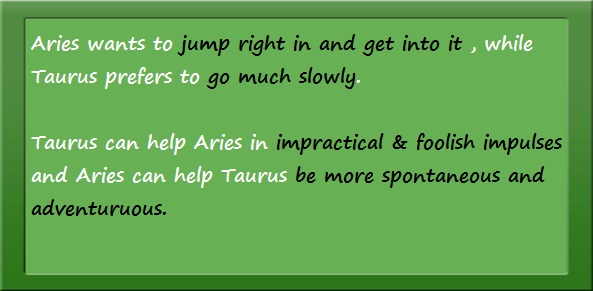 Aries wants to jump right in and get into it , while
Taurus prefers to go much slowly.
Taurus can help Aries in impractical & foolish impulses
and Aries can help Taurus be more spontaneous and
adventuruous.